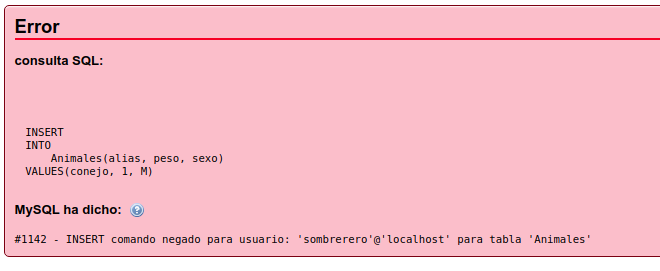 Error
consulta SQL:
INSERT
INTO
Animales(alias, peso, sexo)
VALUES(conejo, 1, M)
MySQL ha dicho:
#1142 - INSERT comando negado para usuario: 'sombrerero'@'localhost' para tabla 'Animales'